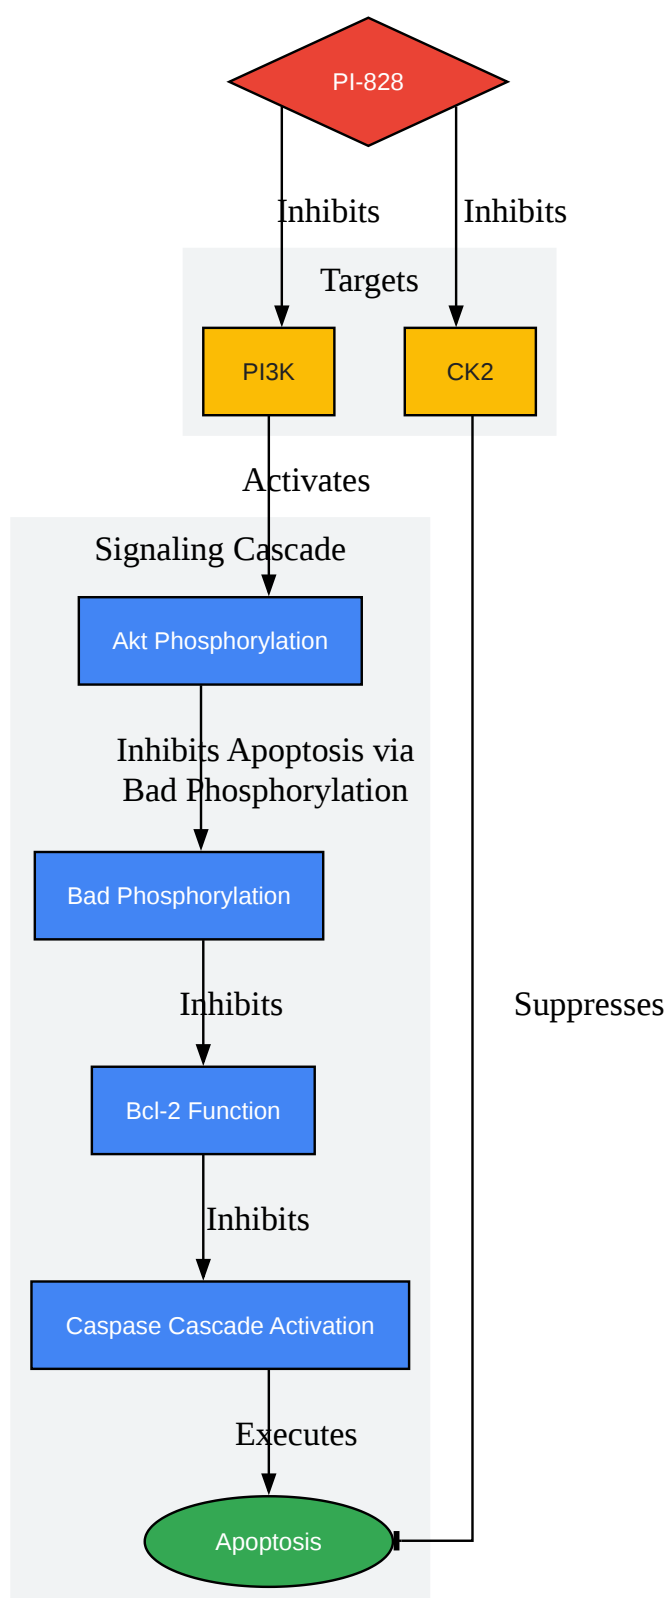 PI-828
Inhibits
Inhibits
Targets
PI3K
CK2
Activates
Signaling Cascade
Akt Phosphorylation
Inhibits Apoptosis via
Bad Phosphorylation
Bad Phosphorylation
Inhibits
Suppresses
Bcl-2 Function
Inhibits
Caspase Cascade Activation
Executes
Apoptosis